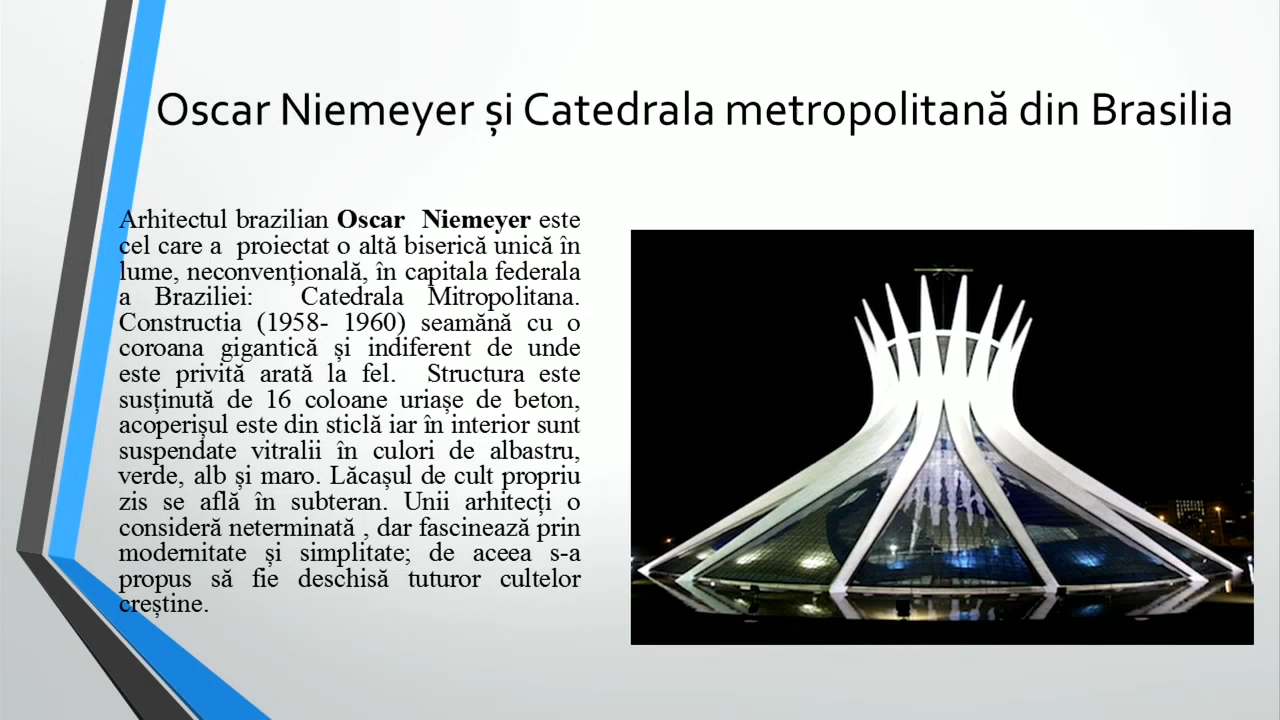 Oscar Niemeyer și Catedrala metropolitană din Brasilia
Arhitectul brazilian Oscar Niemeyer este
cel care a proiectat o altă biserică unică în
lume, neconvențională, în capitala federala
a Braziliei: Catedrala Mitropolitana.
Constructia (1958- 1960) seamănă cu o
coroana gigantică și indiferent de unde
este privită arată la fel. Structura este
susținută de 16 coloane uriașe de beton,
acoperișul este din sticlă iar în interior sunt
suspendate vitralii în culori de albastru,
verde, alb și maro. Lăcașul de cult propriu
zis se află în subteran. Unii arhitecți o
consideră neterminată , dar fascinează prin
modernitate și simplitate; de aceea s-a
propus să fie deschisă tuturor cultelor
creștine.